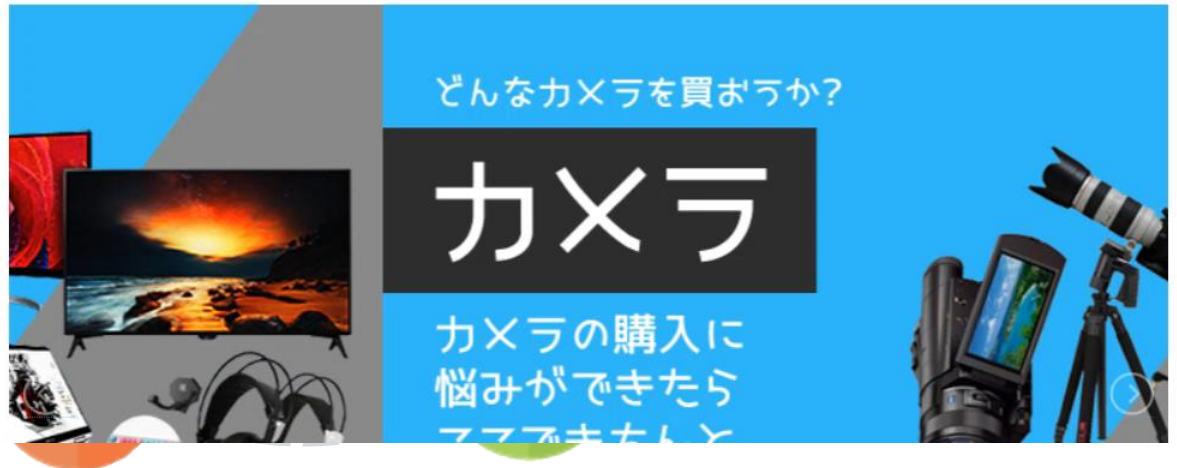 どんなカメラを買おうか?
カメラ
カメラの購入に
悩みができたら